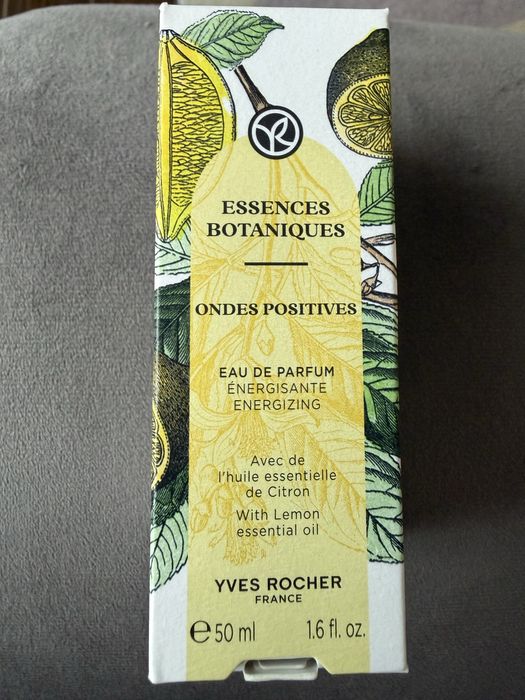 ESSENCES
BOTANIQUES
ONDES POSITIVES
EAU DE PARFUM
ÉNERGISANTE
ENERGIZING
Avec de
l'huile essentielle
de Citron
With Lemon
essential oil
YVES ROCHER
FRANCE
℮50 ml 1.6 fl. oz.